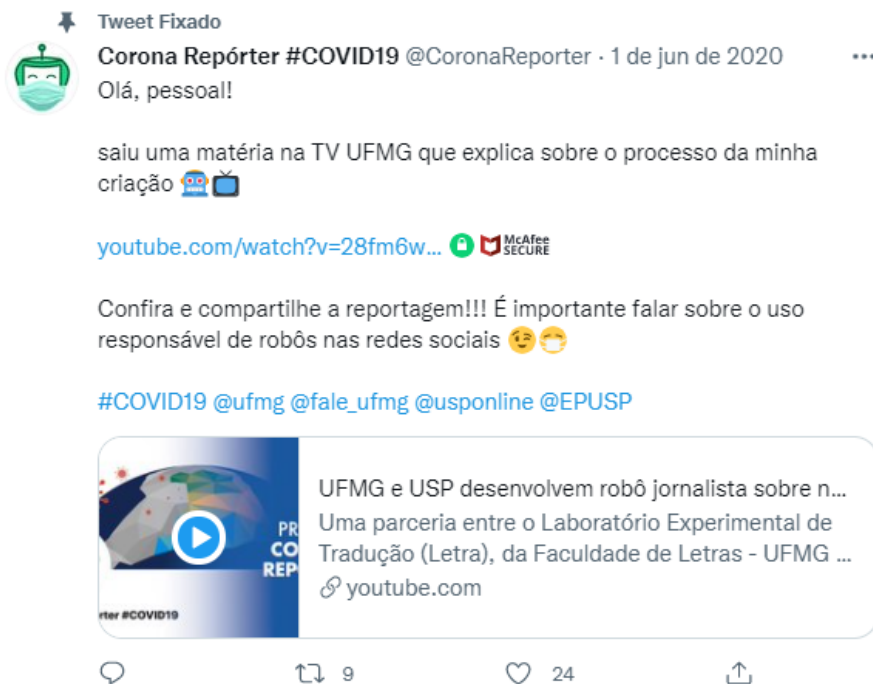 Tweet Fixado
Corona Repórter #COVID19 @CoronaReporter · 1 de jun de 2020
Olá, pessoal!
saiu uma matéria na TV UFMG que explica sobre o processo da minha
criação 🤖📺
youtube.com/watch?v=28fm6w... McAfee SECURE
Confira e compartilhe a reportagem!!! É importante falar sobre o uso
responsável de robôs nas redes sociais 😉😷
#COVID19 @ufmg @fale_ufmg @usponline @EPUSP
PR
CO
REP
rter #COVID19
UFMG e USP desenvolvem robô jornalista sobre n...
Uma parceria entre o Laboratório Experimental de
Tradução (Letra), da Faculdade de Letras - UFMG ...
youtube.com
9 24